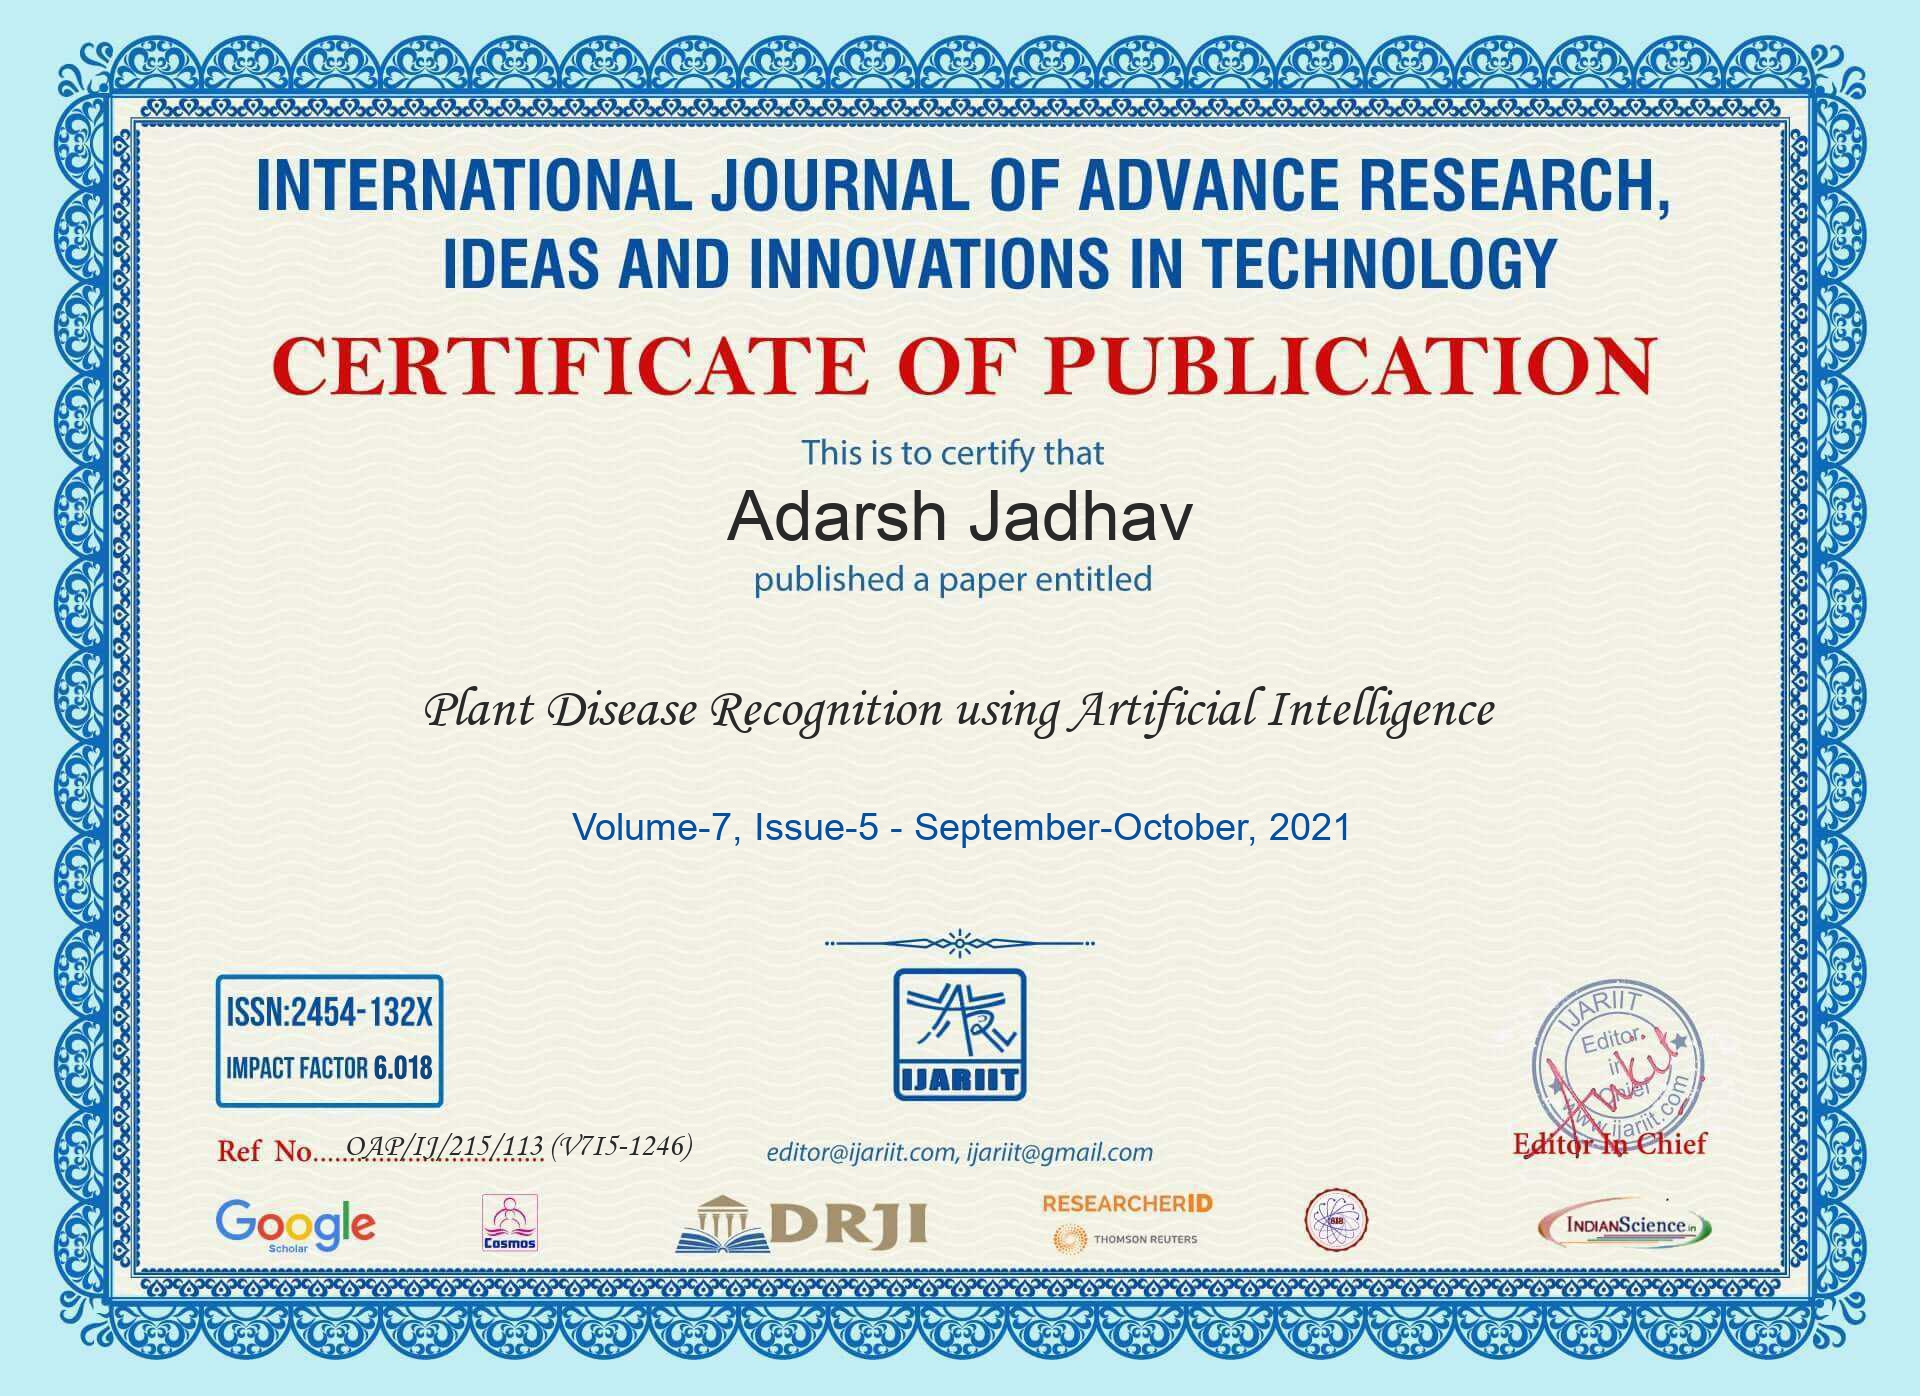 INTERNATIONAL JOURNAL OF ADVANCE RESEARCH,
IDEAS AND INNOVATIONS IN TECHNOLOGY
CERTIFICATE OF PUBLICATION
This is to certify that
Adarsh Jadhav
published a paper entitled
Plant Disease Recognition using Artificial Intelligence
Volume-7, Issue-5 - September-October, 2021
ISSN:2454-132X
IMPACT FACTOR 6.018
IJARIIT
IJARIIT
Editor
in
Chief
www.ijariit.com
Ankit
Ref No.................................. OAP/IJ/215/113 (V7I5-1246)
editor@ijariit.com, ijariit@gmail.com
Editor In Chief
Google
Scholar
Cosmos
DRJI
RESEARCHERID
THOMSON REUTERS
INDIANScience.in